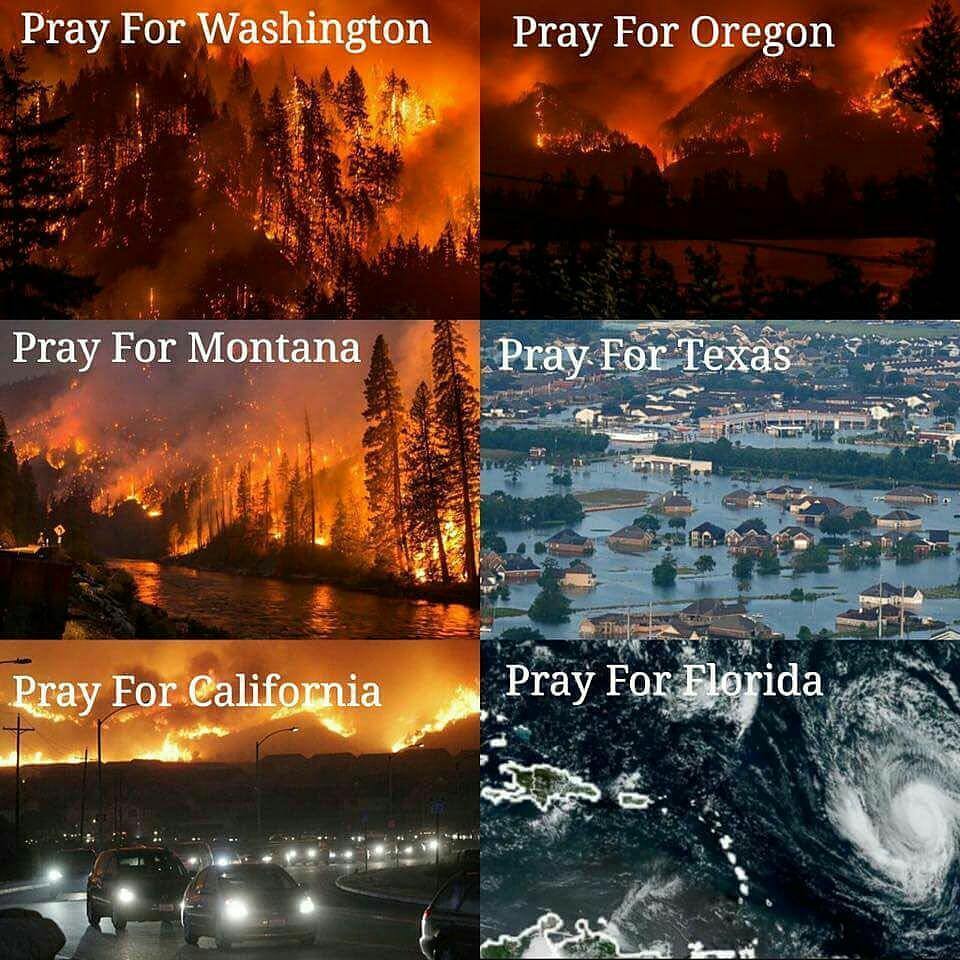 Pray For Washington
Pray For Oregon
Pray For Montana
Pray For Texas
Pray For California
Pray For Florida